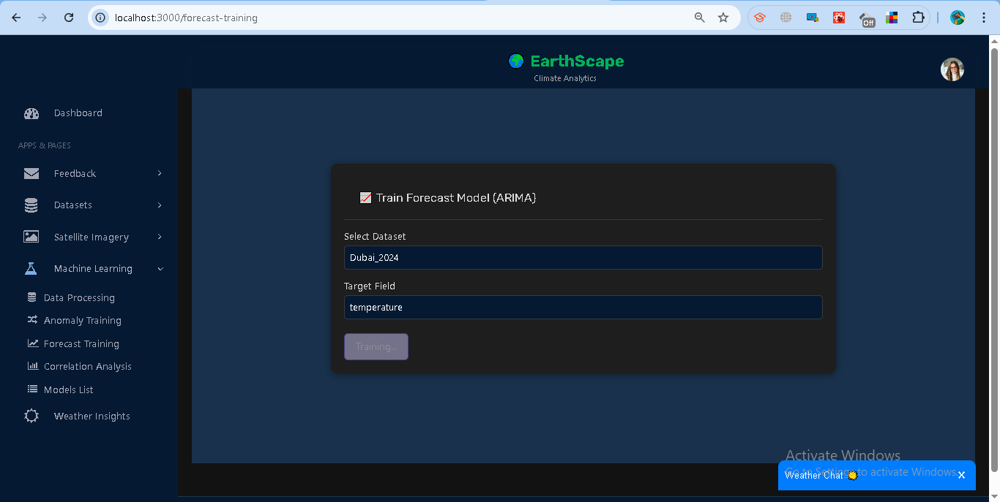 localhost:3000/forecast-training
Off
EarthScape
Climate Analytics
Dashboard
APPS & PAGES
Feedback
Datasets
Satellite Imagery
Machine Learning
Data Processing
Anomaly Training
Forecast Training
Correlation Analysis
Models List
Weather Insights
Train Forecast Model (ARIMA)
Select Dataset
Dubai_2024
Target Field
temperature
Training...
Activate Windows
Go to Settings to activate Windows.
Weather Chat